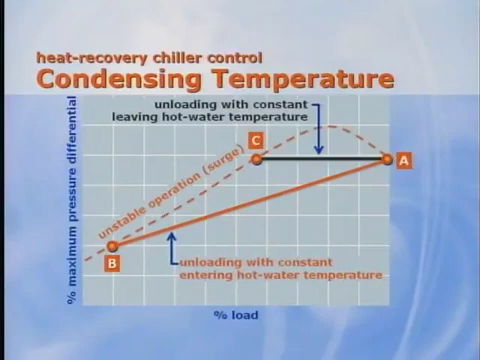 heat-recovery chiller control
Condensing Temperature
unloading with constant
leaving hot-water temperature
C
A
unstable operation (surge)
% maximum pressure differential
B
unloading with constant
entering hot-water temperature
% load